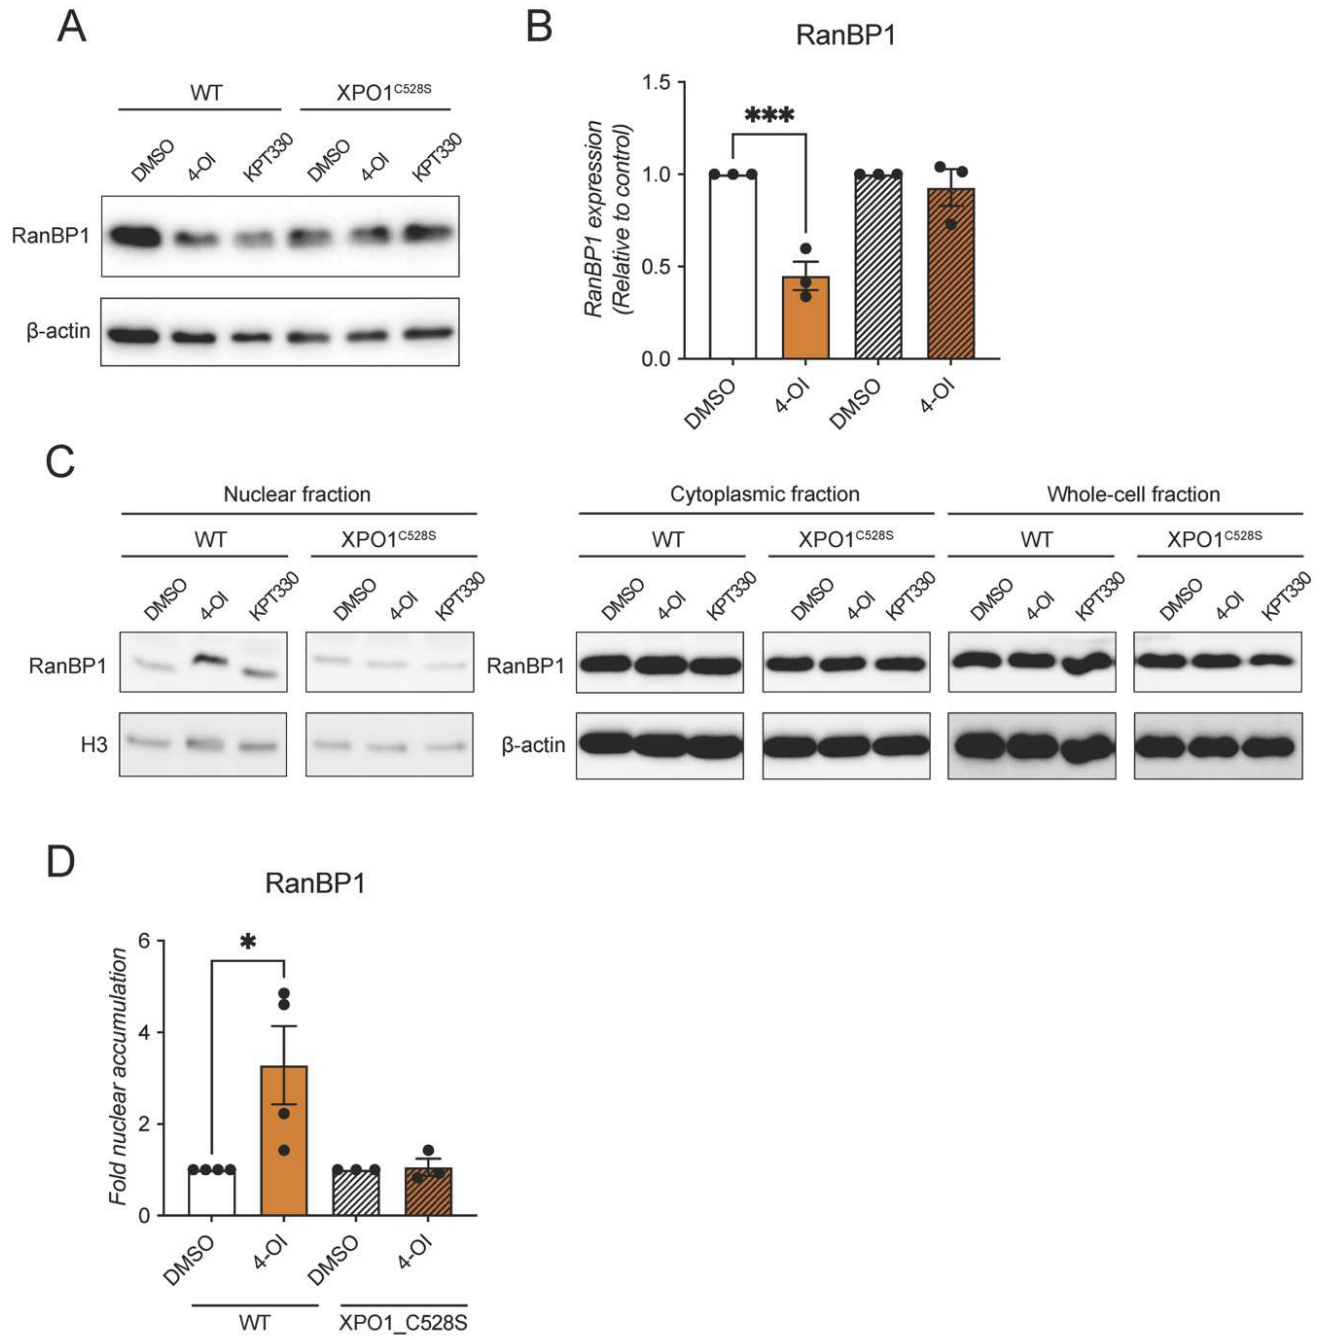 A
WT XPO1C528S
DMSO 4-OI KPT330 DMSO 4-OI KPT330
RanBP1
β-actin
B
RanBP1
RanBP1 expression
(Relative to control)
1.5
1.0
0.5
0.0
***
DMSO 4-OI DMSO 4-OI
C
Nuclear fraction Cytoplasmic fraction Whole-cell fraction
WT XPO1C528S WT XPO1C528S WT XPO1C528S
DMSO 4-OI KPT330 DMSO 4-OI KPT330 DMSO 4-OI KPT330 DMSO 4-OI KPT330 DMSO 4-OI KPT330 DMSO 4-OI KPT330
RanBP1 RanBP1
H3 β-actin
D
RanBP1
Fold nuclear accumulation
6
4
2
0
*
DMSO 4-OI DMSO 4-OI
WT XPO1_C528S